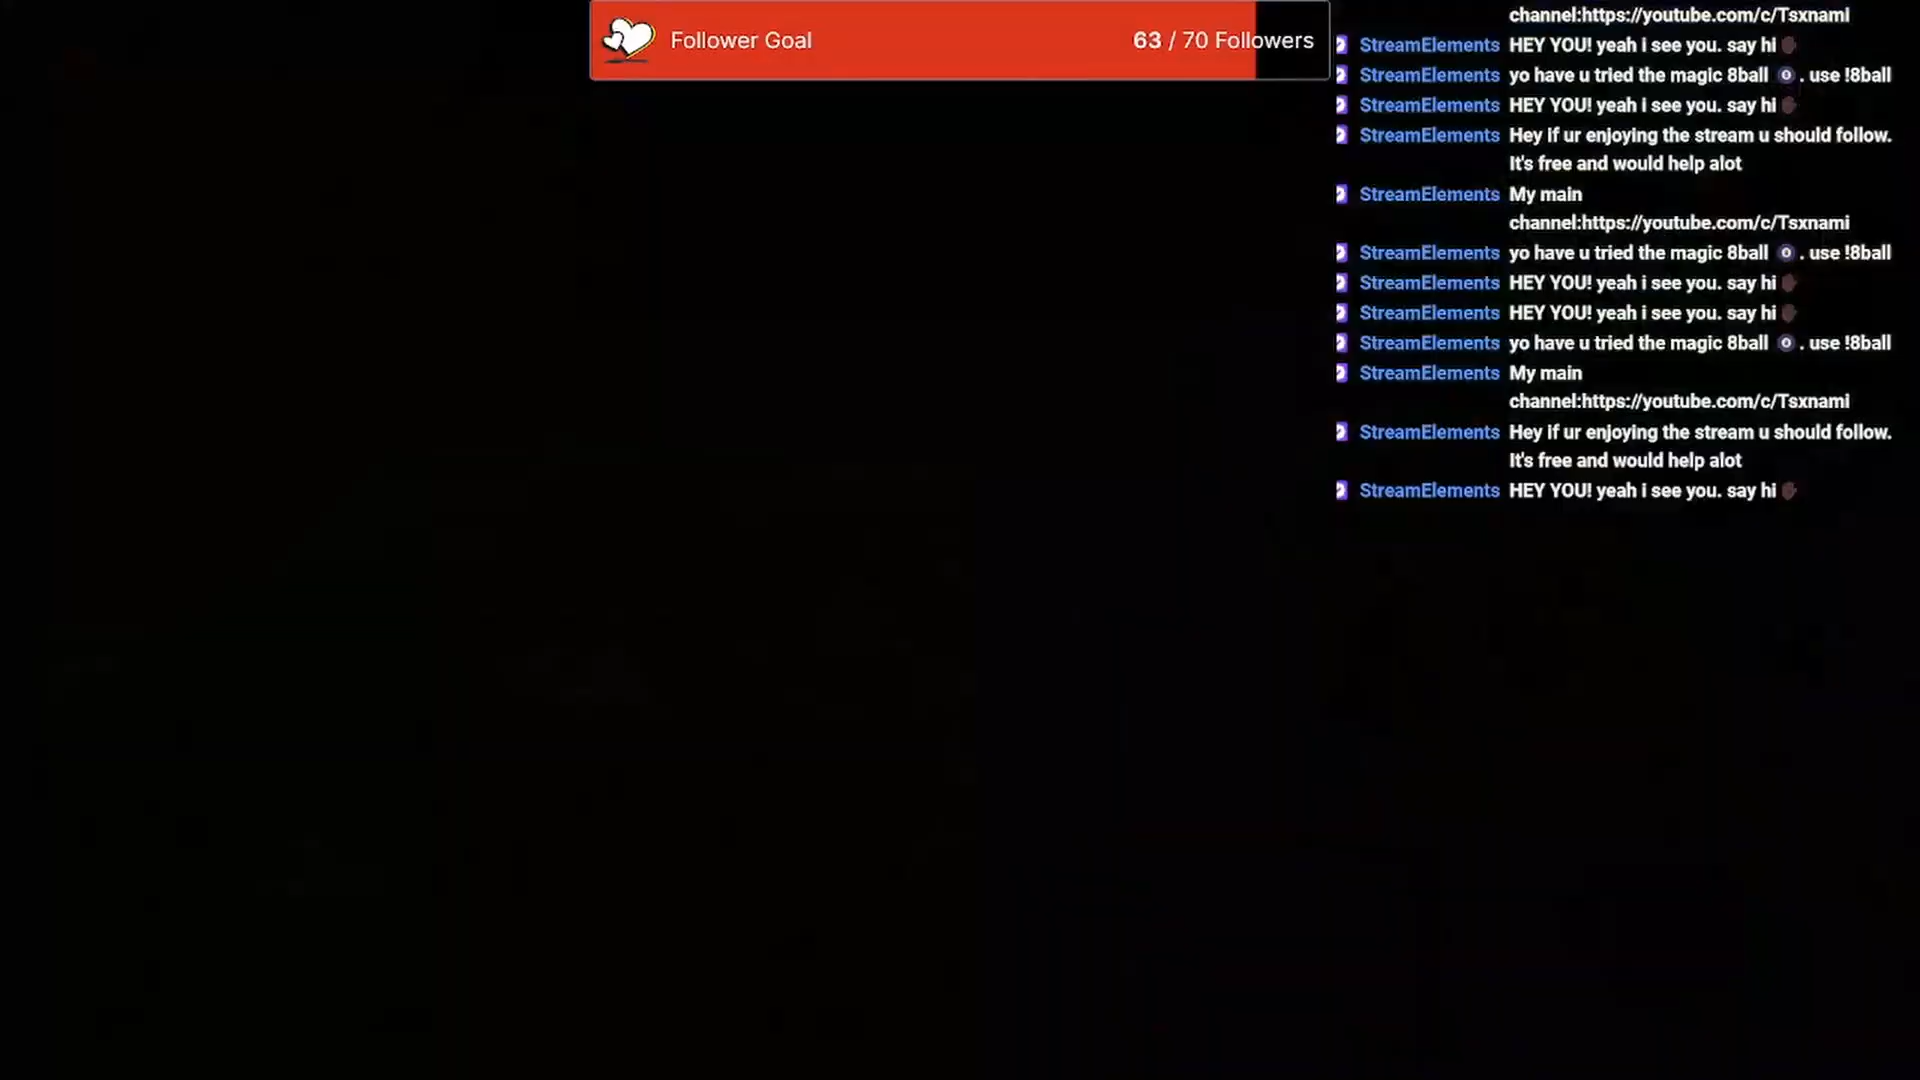 Follower Goal
63 / 70 Followers
channel:https://youtube.com/c/Tsxnami
StreamElements HEY YOU! yeah i see you. say hi
StreamElements yo have u tried the magic 8ball . use !8ball
StreamElements HEY YOU! yeah i see you. say hi
StreamElements Hey if ur enjoying the stream u should follow.
It's free and would help alot
StreamElements My main
channel:https://youtube.com/c/Tsxnami
StreamElements yo have u tried the magic 8ball . use !8ball
StreamElements HEY YOU! yeah i see you. say hi
StreamElements HEY YOU! yeah i see you. say hi
StreamElements yo have u tried the magic 8ball . use !8ball
StreamElements My main
channel:https://youtube.com/c/Tsxnami
StreamElements Hey if ur enjoying the stream u should follow.
It's free and would help alot
StreamElements HEY YOU! yeah i see you. say hi